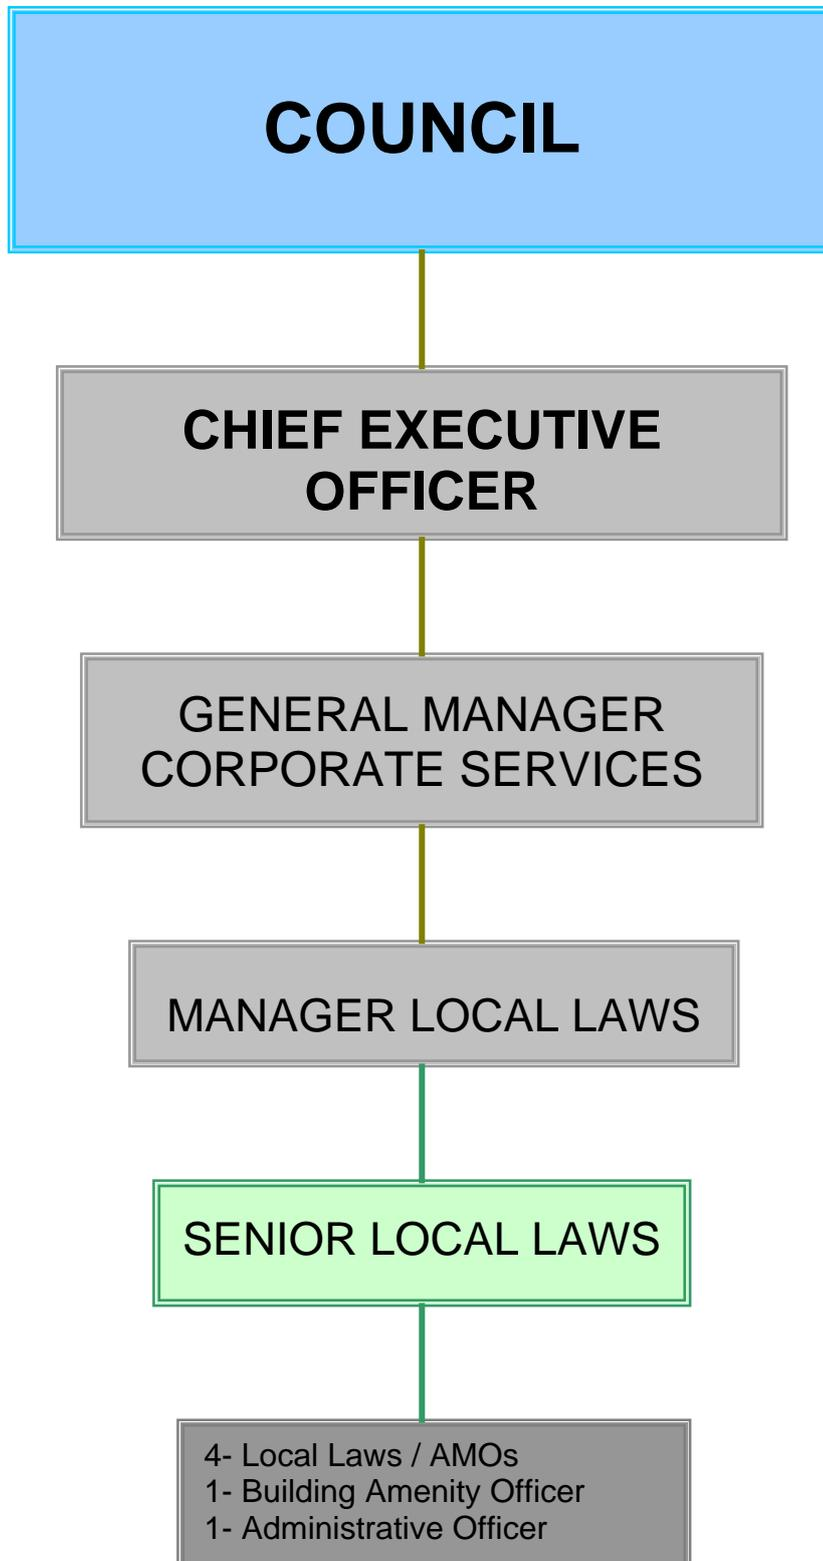 COUNCIL
CHIEF EXECUTIVE
OFFICER
GENERAL MANAGER
CORPORATE SERVICES
MANAGER LOCAL LAWS
SENIOR LOCAL LAWS
4- Local Laws / AMOs
1- Building Amenity Officer
1- Administrative Officer